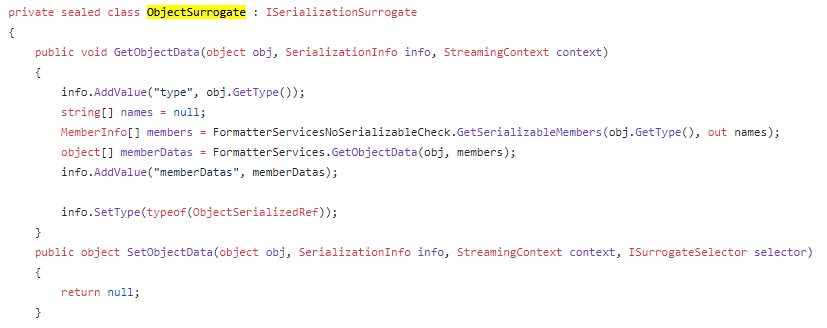 private sealed class ObjectSurrogate : ISerializationSurrogate
{
    public void GetObjectData(object obj, SerializationInfo info, StreamingContext context)
    {
        info.AddValue("type", obj.GetType());
        string[] names = null;
        MemberInfo[] members = FormatterServicesNoSerializableCheck.GetSerializableMembers(obj.GetType(), out names);
        object[] memberDatas = FormatterServices.GetObjectData(obj, members);
        info.AddValue("memberDatas", memberDatas);

        info.SetType(typeof(ObjectSerializedRef));
    }
    public object SetObjectData(object obj, SerializationInfo info, StreamingContext context, ISurrogateSelector selector)
    {
        return null;
    }